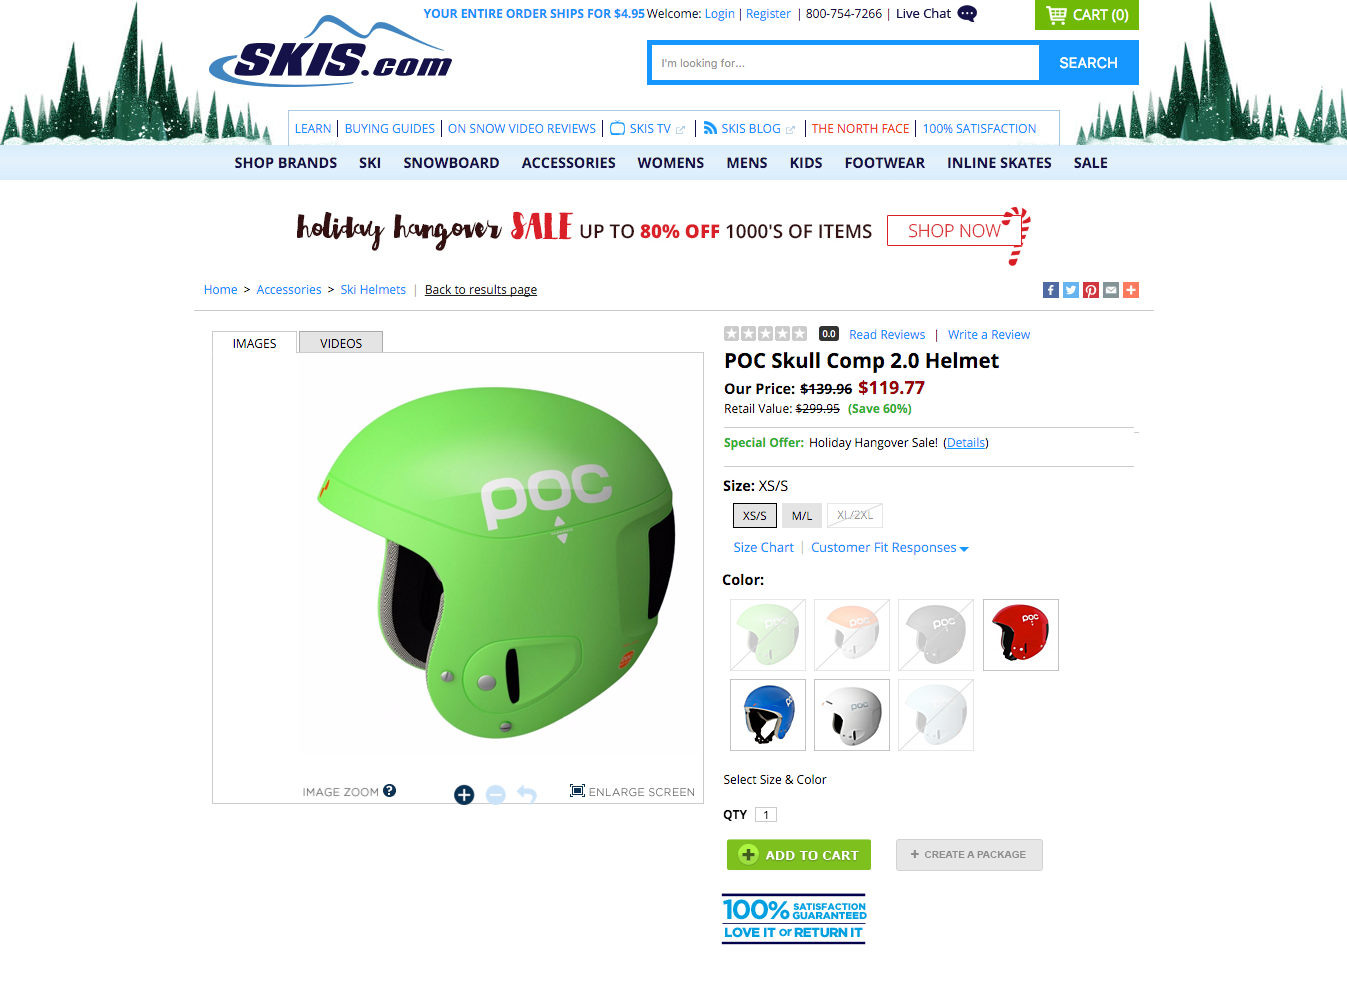 YOUR ENTIRE ORDER SHIPS FOR $4.95 Welcome: Login | Register | 800-754-7266 | Live Chat
CART (0)
SKIS.com
I'm looking for...
SEARCH
LEARN | BUYING GUIDES | ON SNOW VIDEO REVIEWS | SKIS TV | SKIS BLOG | THE NORTH FACE | 100% SATISFACTION
SHOP BRANDS SKI SNOWBOARD ACCESSORIES WOMENS MENS KIDS FOOTWEAR INLINE SKATES SALE
holiday hangover SALE UP TO 80% OFF 1000'S OF ITEMS SHOP NOW
Home > Accessories > Ski Helmets | Back to results page
IMAGES
VIDEOS
poc
IMAGE ZOOM ?
ENLARGE SCREEN
0.0 Read Reviews | Write a Review
POC Skull Comp 2.0 Helmet
Our Price: $139.96 $119.77
Retail Value: $299.95 (Save 60%)
Special Offer: Holiday Hangover Sale! (Details)
Size: XS/S
XS/S M/L XL/2XL
Size Chart | Customer Fit Responses
Color:
poc
poc
poc
poc
poc
Select Size & Color
QTY 1
ADD TO CART
+ CREATE A PACKAGE
100% SATISFACTION GUARANTEED
LOVE IT or RETURN IT